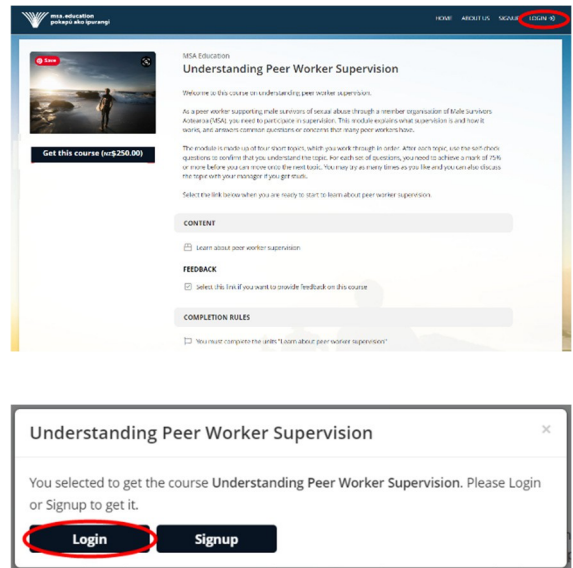 msa.education
pokapū ako ipurangi
HOME ABOUT US SIGNUP LOGIN
Save
MSA Education
Understanding Peer Worker Supervision
Welcome to this course on understanding peer worker supervision.
As a peer worker supporting male survivors of sexual abuse through a member organisation of Male Survivors
Aotearoa (MSA), you need to participate in supervision. This module explains what supervision is and how it
works, and answers common questions or concerns that many peer workers have.
Get this course (NZ$250.00)
The module is made up of four short topics, which you work through in order. After each topic, use the self-check
questions to confirm that you understand the topic. For each set of questions, you need to achieve a mark of 75%
or more before you can move onto the next topic. You may try as many times as you like and you can also discuss
the topic with your manager if you get stuck.
Select the link below when you are ready to start to learn about peer worker supervision.
CONTENT
Learn about peer worker supervision
FEEDBACK
Select this link if you want to provide feedback on this course
COMPLETION RULES
You must complete the units "Learn about peer worker supervision"
Understanding Peer Worker Supervision
×
You selected to get the course Understanding Peer Worker Supervision. Please Login
or Signup to get it.
Login Signup